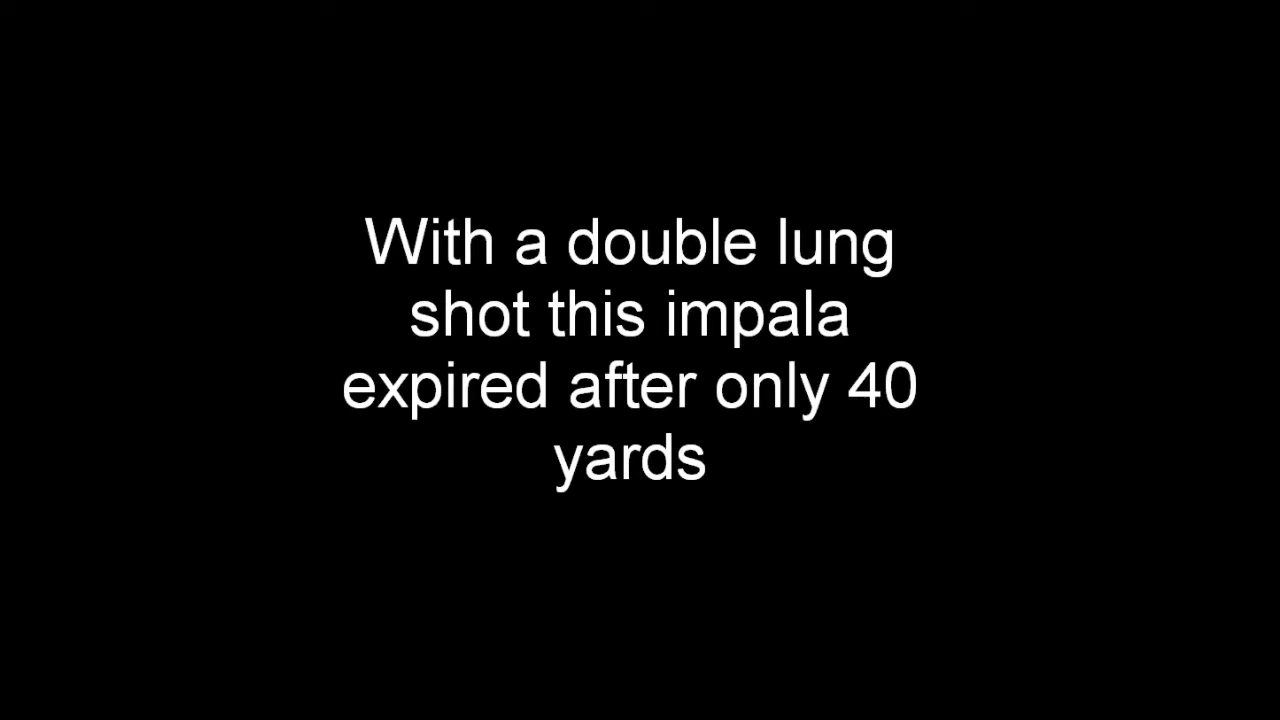 With a double lung
shot this impala
expired after only 40
yards